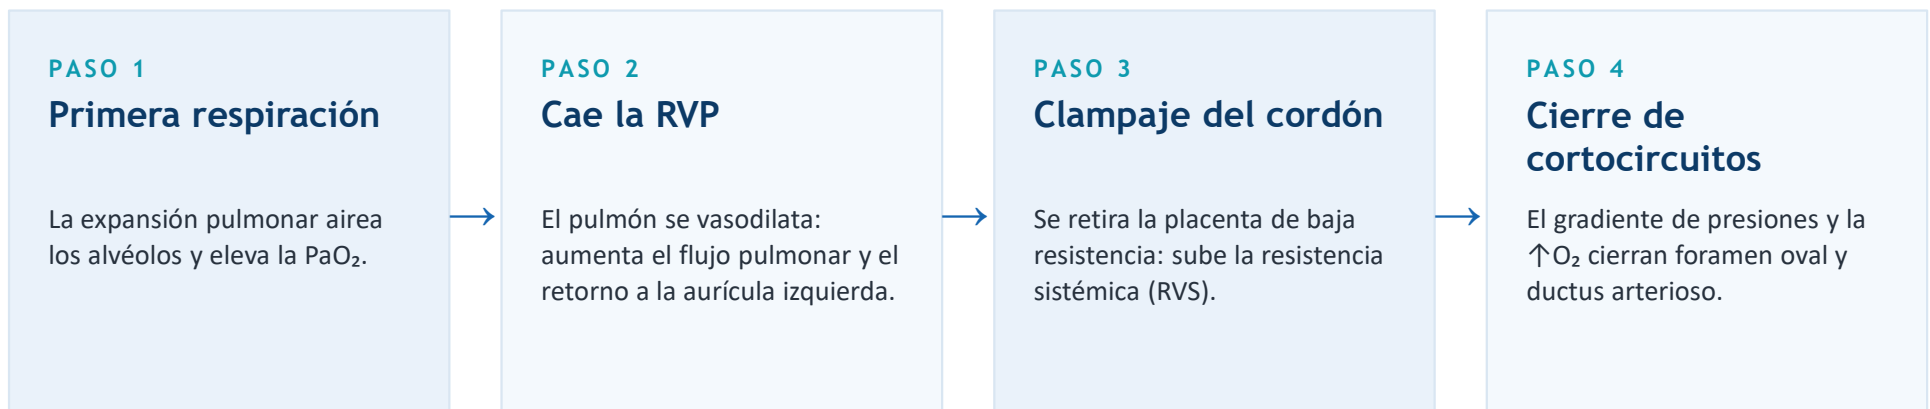 PASO 1
Primera respiración
La expansión pulmonar airea
los alvéolos y eleva la PaO₂.
→
PASO 2
Cae la RVP
El pulmón se vasodilata:
aumenta el flujo pulmonar y el
retorno a la aurícula izquierda.
→
PASO 3
Clampaje del cordón
Se retira la placenta de baja
resistencia: sube la resistencia
sistémica (RVS).
→
PASO 4
Cierre de
cortocircuitos
El gradiente de presiones y la
↑O₂ cierran foramen oval y
ductus arterioso.